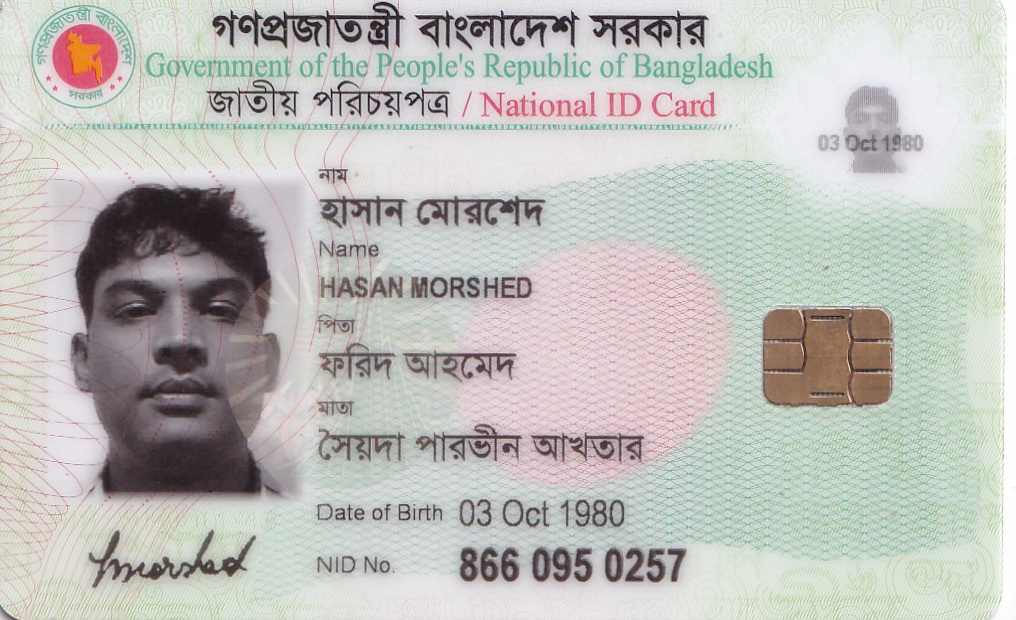 গণপ্রজাতন্ত্রী বাংলাদেশ সরকার
Government of the People's Republic of Bangladesh
জাতীয় পরিচয়পত্র / National ID Card
গণপ্রজাতন্ত্রী বাংলাদেশ
সরকার
03 Oct 1980
নাম
হাসান মোরশেদ
Name
HASAN MORSHED
পিতা
ফরিদ আহমেদ
মাতা
সৈয়দা পারভীন আখতার
Date of Birth 03 Oct 1980
NID No. 866 095 0257
Hmorshed